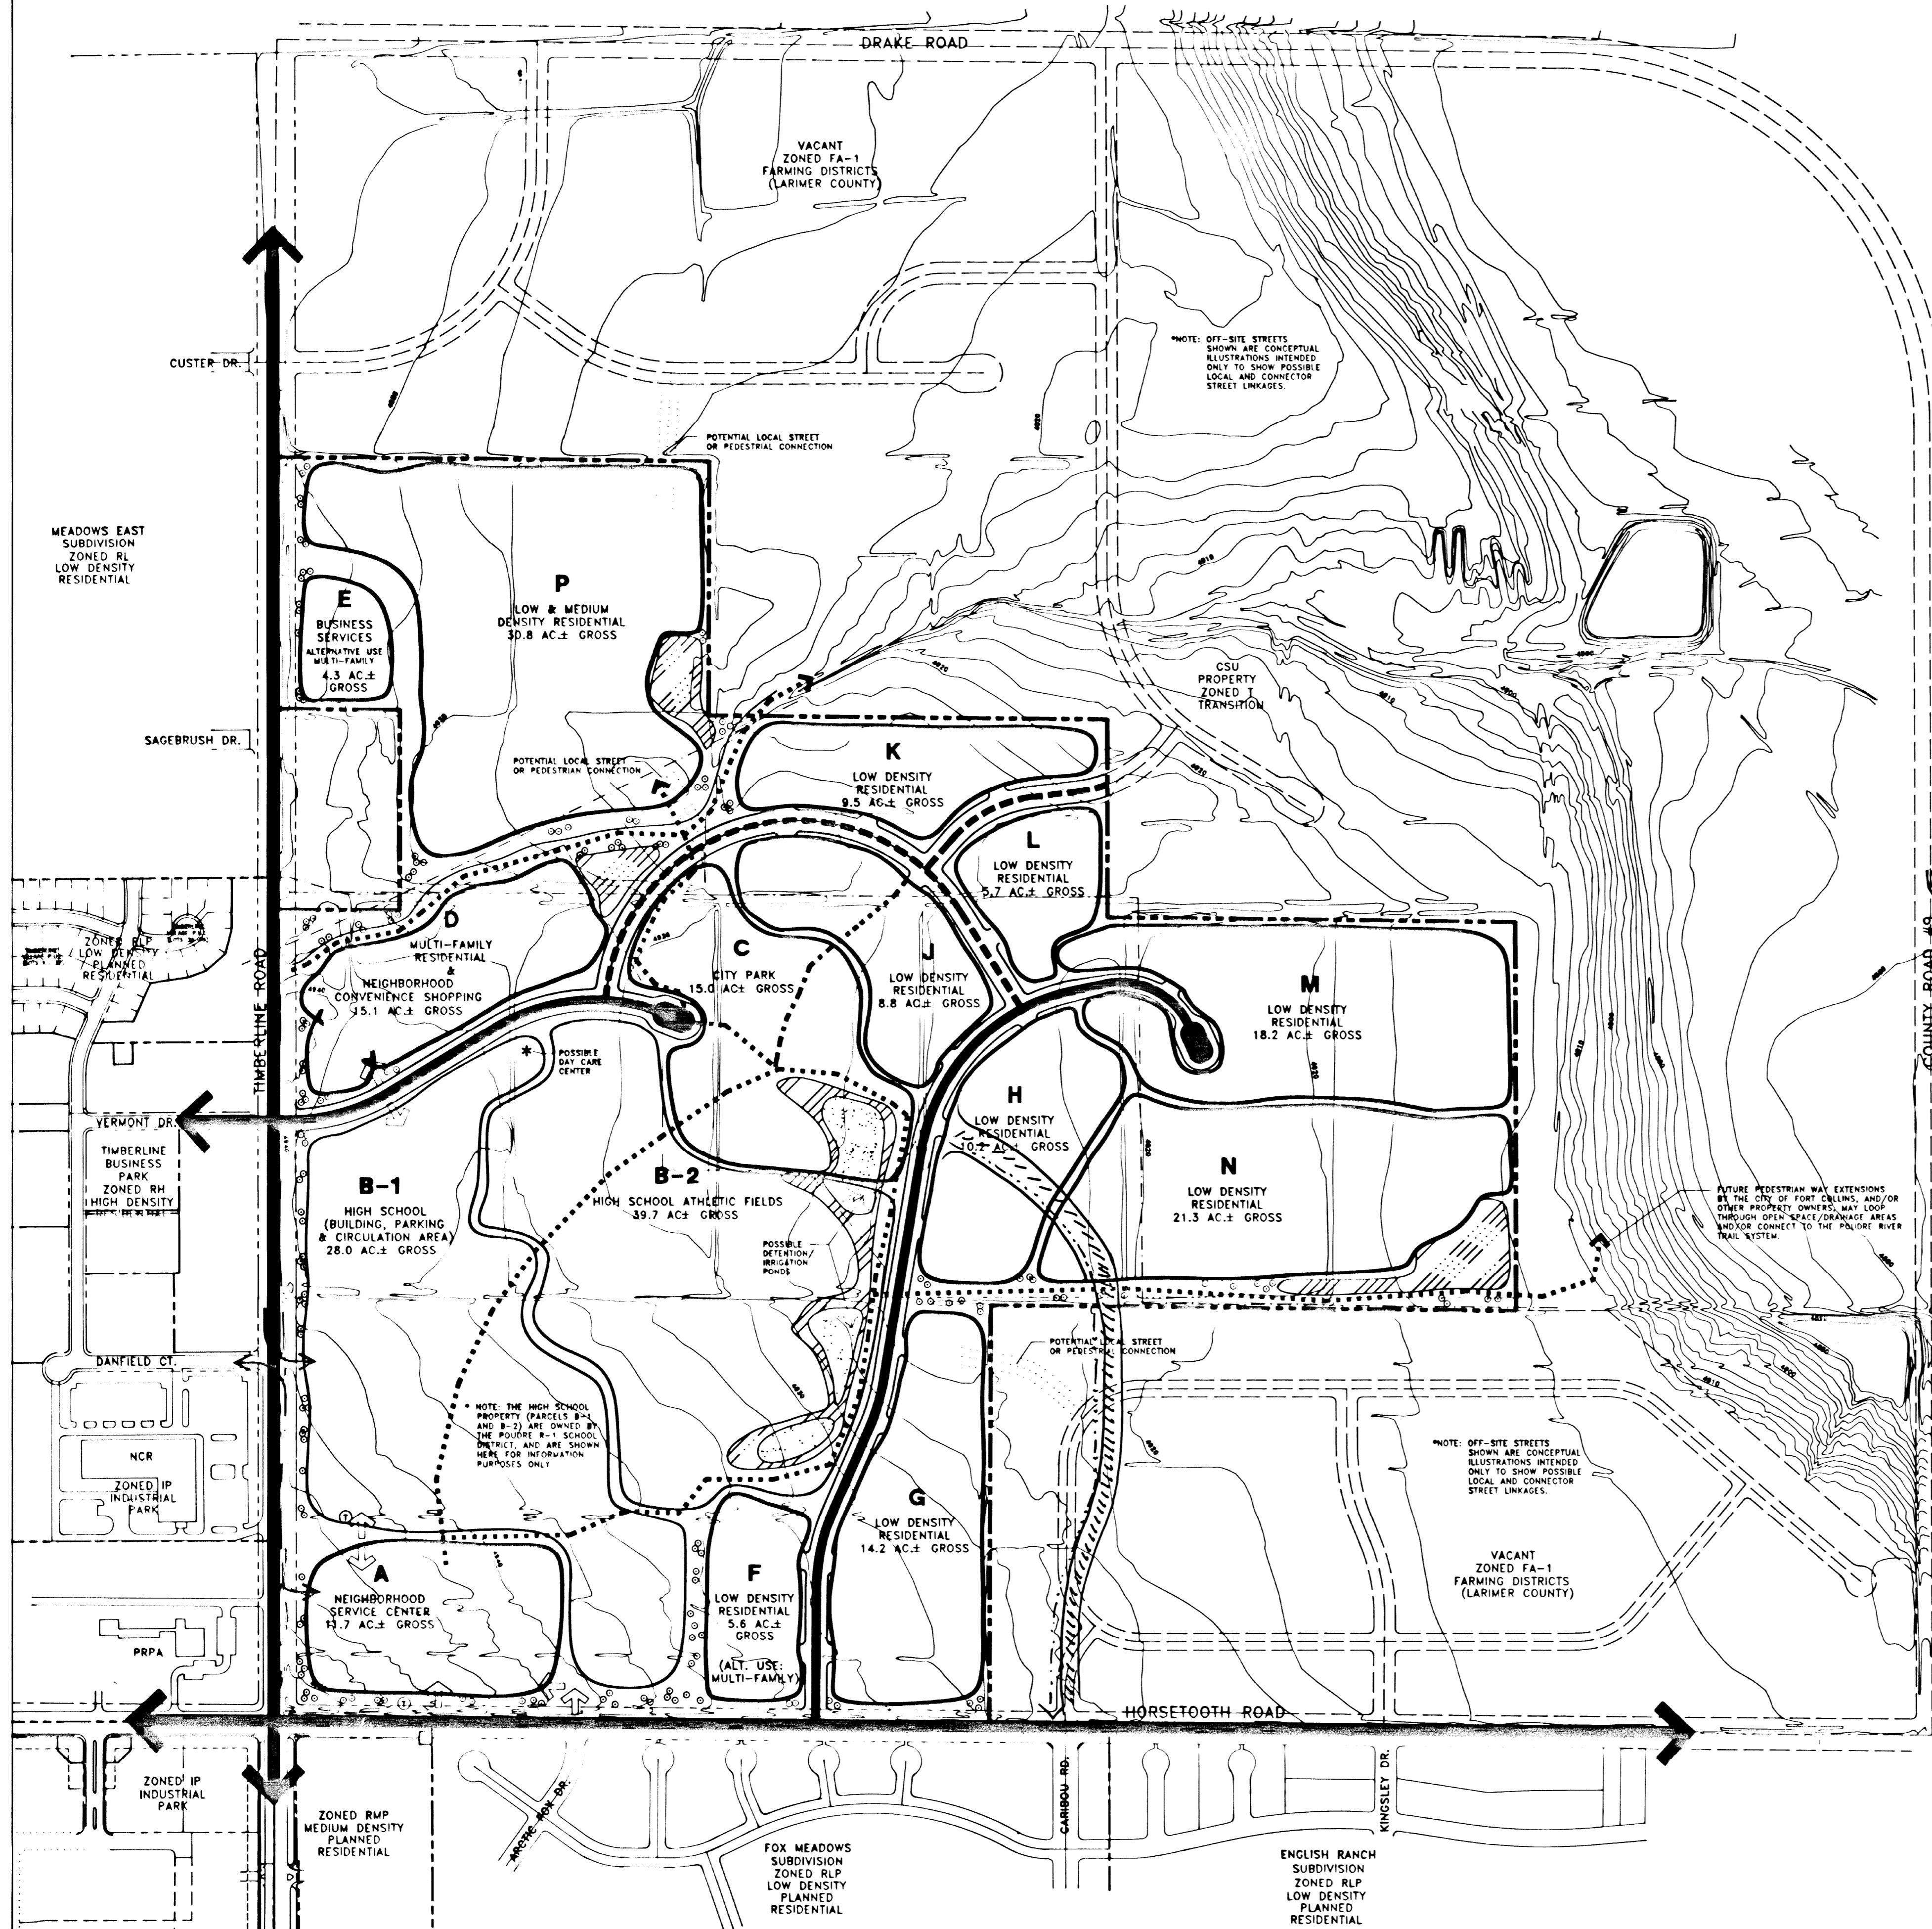 DRAKE ROAD
VACANT
ZONED FA-1
FARMING DISTRICTS
(LARIMER COUNTY)
CUSTER DR.
*NOTE: OFF-SITE STREETS
SHOWN ARE CONCEPTUAL
ILLUSTRATIONS INTENDED
ONLY TO SHOW POSSIBLE
LOCAL AND CONNECTOR
STREET LINKAGES.
POTENTIAL LOCAL STREET
OR PEDESTRIAL CONNECTION
MEADOWS EAST
SUBDIVISION
ZONED RL
LOW DENSITY
RESIDENTIAL
E
BUSINESS
SERVICES
ALTERNATIVE USE
MULTI-FAMILY
4.3 AC.± GROSS
P
LOW & MEDIUM
DENSITY RESIDENTIAL
30.8 AC.± GROSS
4810
4820
CSU
PROPERTY
ZONED T
TRANSITION
SAGEBRUSH DR.
POTENTIAL LOCAL STREET
OR PEDESTRIAN CONNECTION
K
LOW DENSITY
RESIDENTIAL
9.5 AC.± GROSS
L
LOW DENSITY
RESIDENTIAL
5.7 AC.± GROSS
ZONED RLP
LOW DENSITY
PLANNED
RESIDENTIAL
TIMBERLINE ROAD
D
MULTI-FAMILY
RESIDENTIAL
&
NEIGHBORHOOD
CONVENIENCE SHOPPING
15.1 AC.± GROSS
C
CITY PARK
15.0 AC± GROSS
J
LOW DENSITY
RESIDENTIAL
8.8 AC.± GROSS
M
LOW DENSITY
RESIDENTIAL
18.2 AC.± GROSS
COUNTY ROAD #9
* POSSIBLE
DAY CARE
CENTER
H
LOW DENSITY
RESIDENTIAL
10.2 AC.± GROSS
VERMONT DR.
TIMBERLINE
BUSINESS
PARK
ZONED RH
HIGH DENSITY
B-1
HIGH SCHOOL
(BUILDING, PARKING
& CIRCULATION AREA)
28.0 AC.± GROSS
B-2
HIGH SCHOOL ATHLETIC FIELDS
39.7 AC± GROSS
N
LOW DENSITY
RESIDENTIAL
21.3 AC.± GROSS
FUTURE PEDESTRIAN WAY EXTENSIONS
BY THE CITY OF FORT COLLINS, AND/OR
OTHER PROPERTY OWNERS, MAY LOOP
THROUGH OPEN SPACE/DRAINAGE AREAS
AND/OR CONNECT TO THE POUDRE RIVER
TRAIL SYSTEM.
POSSIBLE
DETENTION/
IRRIGATION
PONDS
DANFIELD CT.
POTENTIAL LOCAL STREET
OR PEDESTRIAL CONNECTION
* NOTE: THE HIGH SCHOOL
PROPERTY (PARCELS B-1
AND B-2) ARE OWNED BY
THE POUDRE R-1 SCHOOL
DISTRICT, AND ARE SHOWN
HERE FOR INFORMATION
PURPOSES ONLY
NCR
ZONED IP
INDUSTRIAL
PARK
*NOTE: OFF-SITE STREETS
SHOWN ARE CONCEPTUAL
ILLUSTRATIONS INTENDED
ONLY TO SHOW POSSIBLE
LOCAL AND CONNECTOR
STREET LINKAGES.
G
LOW DENSITY
RESIDENTIAL
14.2 AC.± GROSS
A
NEIGHBORHOOD
SERVICE CENTER
11.7 AC.± GROSS
F
LOW DENSITY
RESIDENTIAL
5.6 AC.±
GROSS
(ALT. USE:
MULTI-FAMILY)
VACANT
ZONED FA-1
FARMING DISTRICTS
(LARIMER COUNTY)
PRPA
HORSETOOTH ROAD
ZONED IP
INDUSTRIAL
PARK
ZONED RMP
MEDIUM DENSITY
PLANNED
RESIDENTIAL
ARCTIC FOX DR.
CARIBOU RD.
KINGSLEY DR.
FOX MEADOWS
SUBDIVISION
ZONED RLP
LOW DENSITY
PLANNED
RESIDENTIAL
ENGLISH RANCH
SUBDIVISION
ZONED RLP
LOW DENSITY
PLANNED
RESIDENTIAL